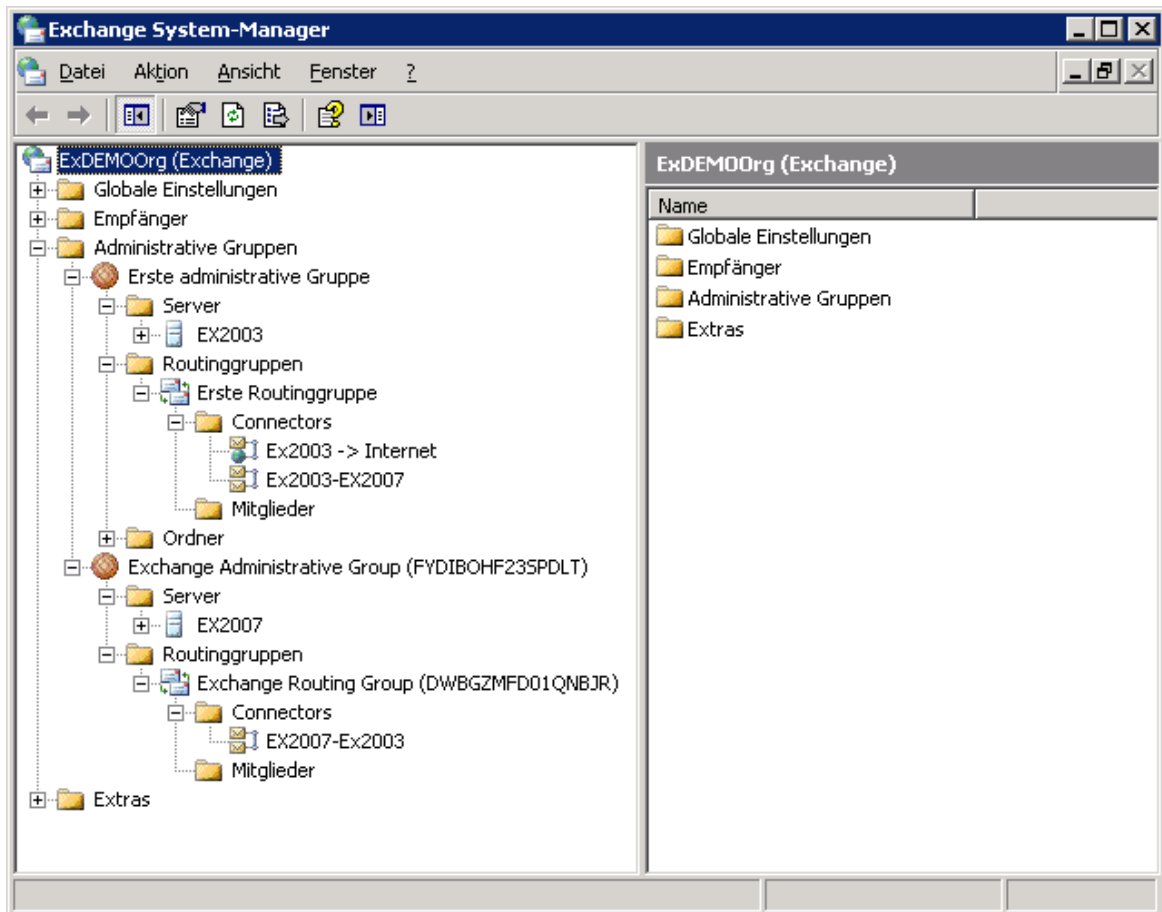 Exchange System-Manager
Datei Aktion Ansicht Fenster ?
ExDEMOOrg (Exchange)
Globale Einstellungen
Empfänger
Administrative Gruppen
Erste administrative Gruppe
Server
EX2003
Routinggruppen
Erste Routinggruppe
Connectors
Ex2003 -> Internet
Ex2003-EX2007
Mitglieder
Ordner
Exchange Administrative Group (FYDIBOHF23SPDLT)
Server
EX2007
Routinggruppen
Exchange Routing Group (DWBGZMFD01QNBJR)
Connectors
EX2007-Ex2003
Mitglieder
Extras
ExDEMOOrg (Exchange)
Name
Globale Einstellungen
Empfänger
Administrative Gruppen
Extras